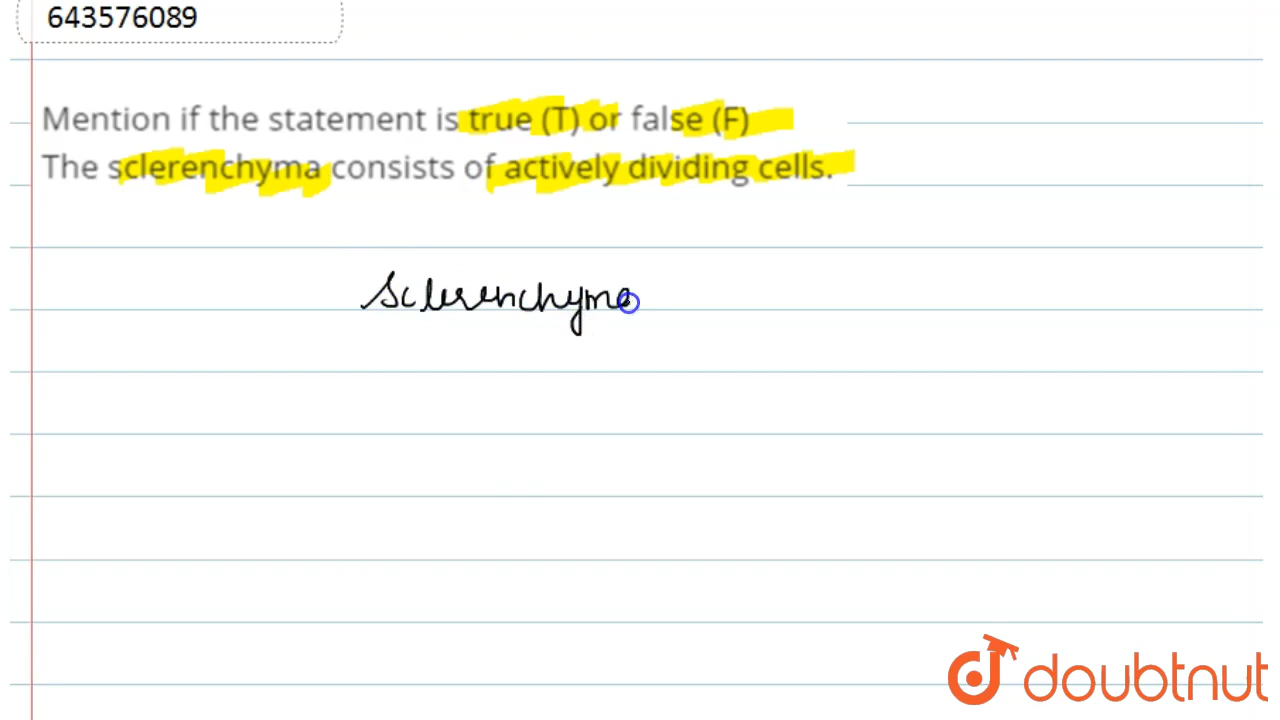 643576089
Mention if the statement is true (T) or false (F)
The sclerenchyma consists of actively dividing cells.
Sclerenchyma
doubtnut